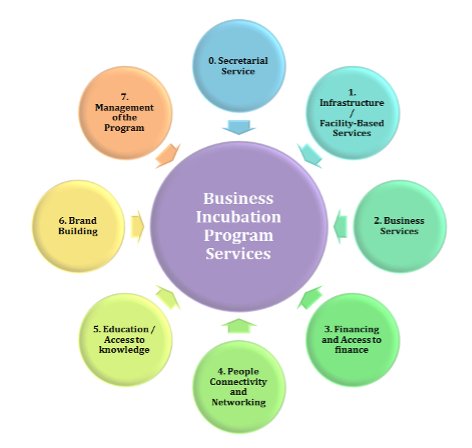 0. Secretarial
Service
1.
Infrastructure
/
Facility-Based
Services
2. Business
Services
3. Financing
and Access to
finance
4. People
Connectivity
and
Networking
5. Education /
Access to
knowledge
6. Brand
Building
7.
Management
of the
Program
Business
Incubation
Program
Services